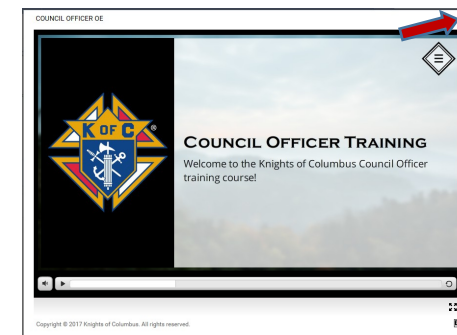 COUNCIL OFFICER OE
K OF C ®
COUNCIL OFFICER TRAINING
Welcome to the Knights of Columbus Council Officer
training course!
Copyright © 2017 Knights of Columbus. All rights reserved.